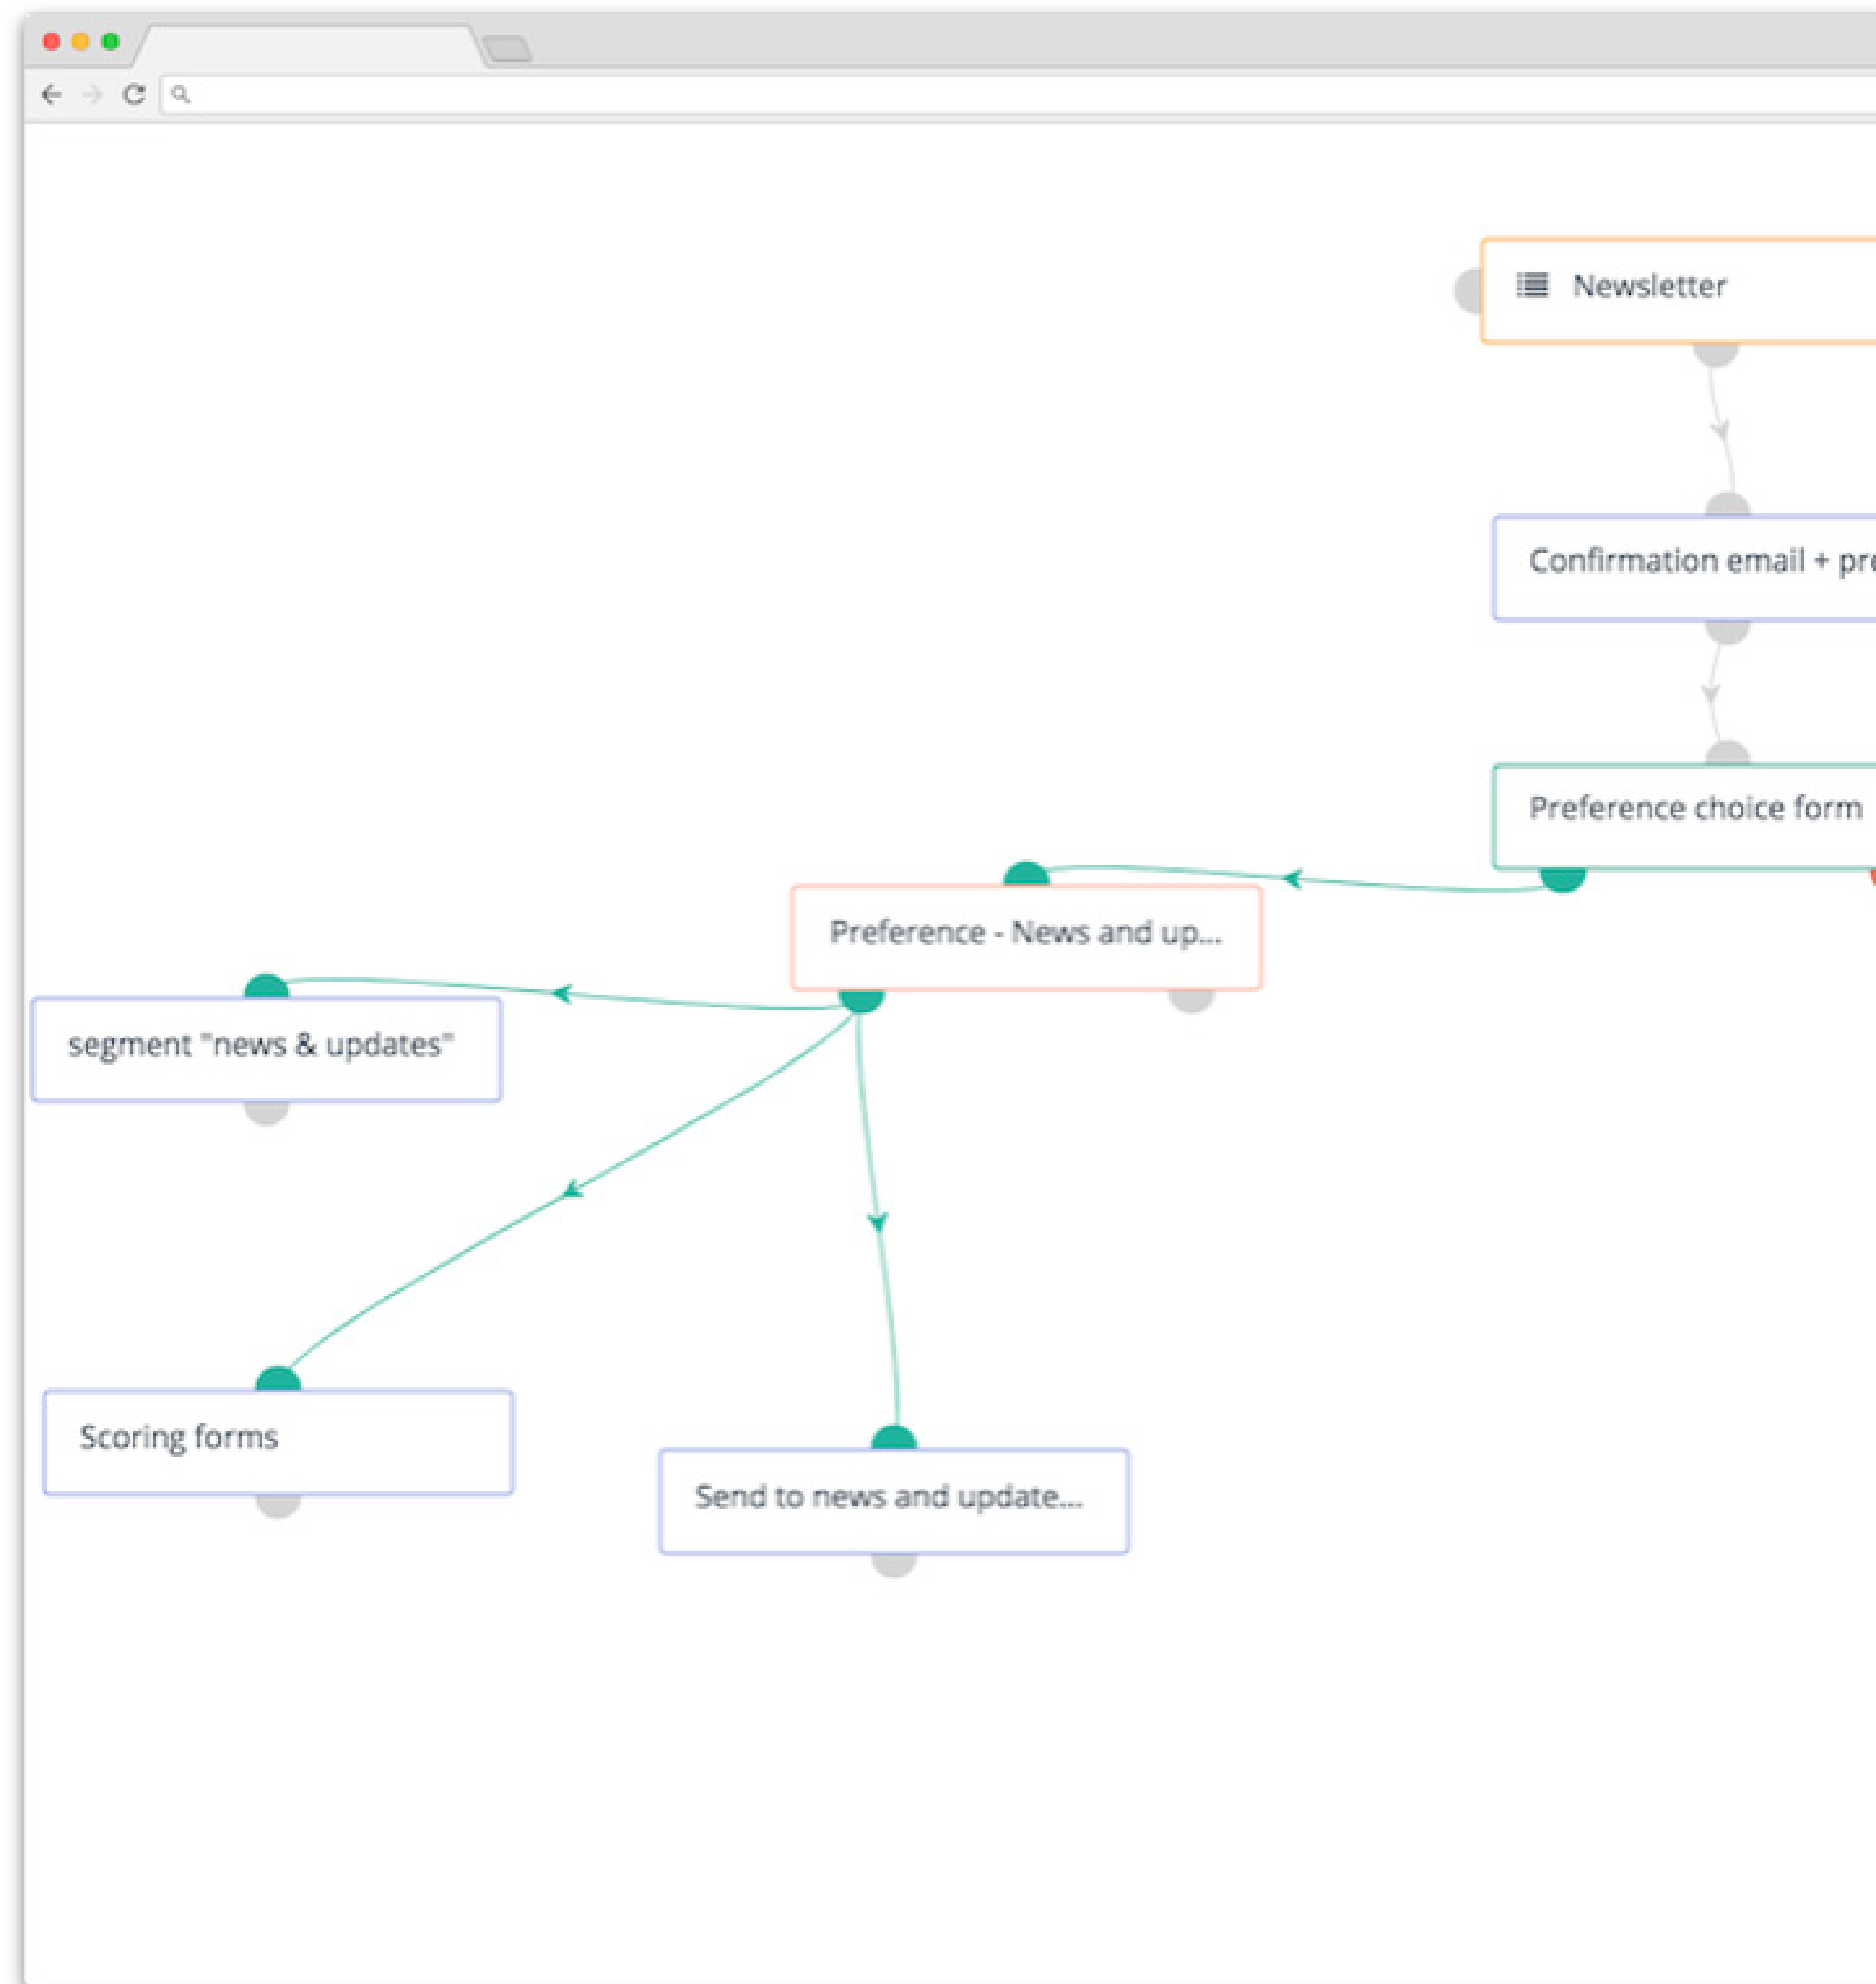 Newsletter
Confirmation email + pr
Preference choice form
Preference - News and up...
segment "news & updates"
Scoring forms
Send to news and update...